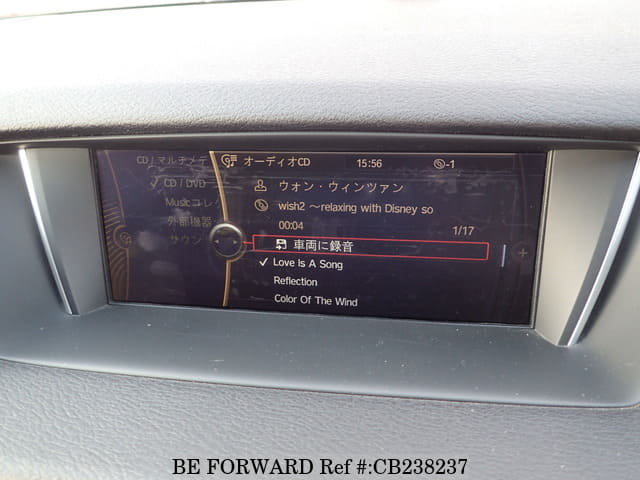 CD / マルチメデ
オーディオCD 15:56 -1
✓ CD / DVD
ウォン・ウィンツァン
Musicコレ
wish2 〜relaxing with Disney so
外部機器
00:04 1/17
サウン
車両に録音
✓ Love Is A Song
Reflection
Color Of The Wind
BE FORWARD Ref #:CB238237